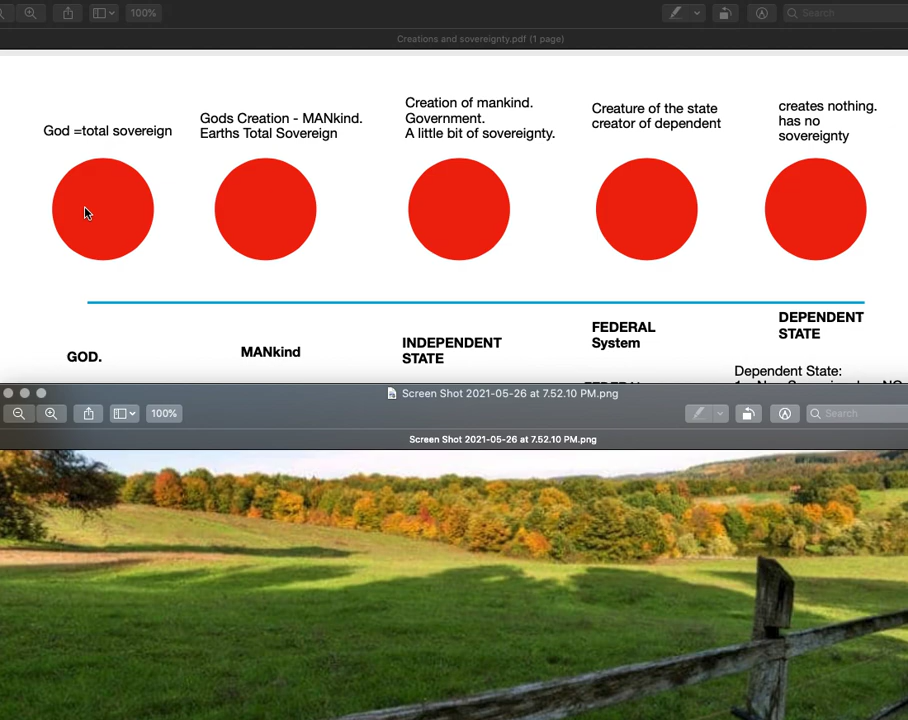 100%
Search
Creations and sovereignty.pdf (1 page)
God =total sovereign
Gods Creation - MANkind.
Earths Total Sovereign
Creation of mankind.
Government.
A little bit of sovereignty.
Creature of the state
creator of dependent
creates nothing.
has no
sovereignty
GOD.
MANkind
INDEPENDENT
STATE
FEDERAL
System
DEPENDENT
STATE
Dependent State:
Screen Shot 2021-05-26 at 7.52.10 PM.png
100%
Search
Screen Shot 2021-05-26 at 7.52.10 PM.png